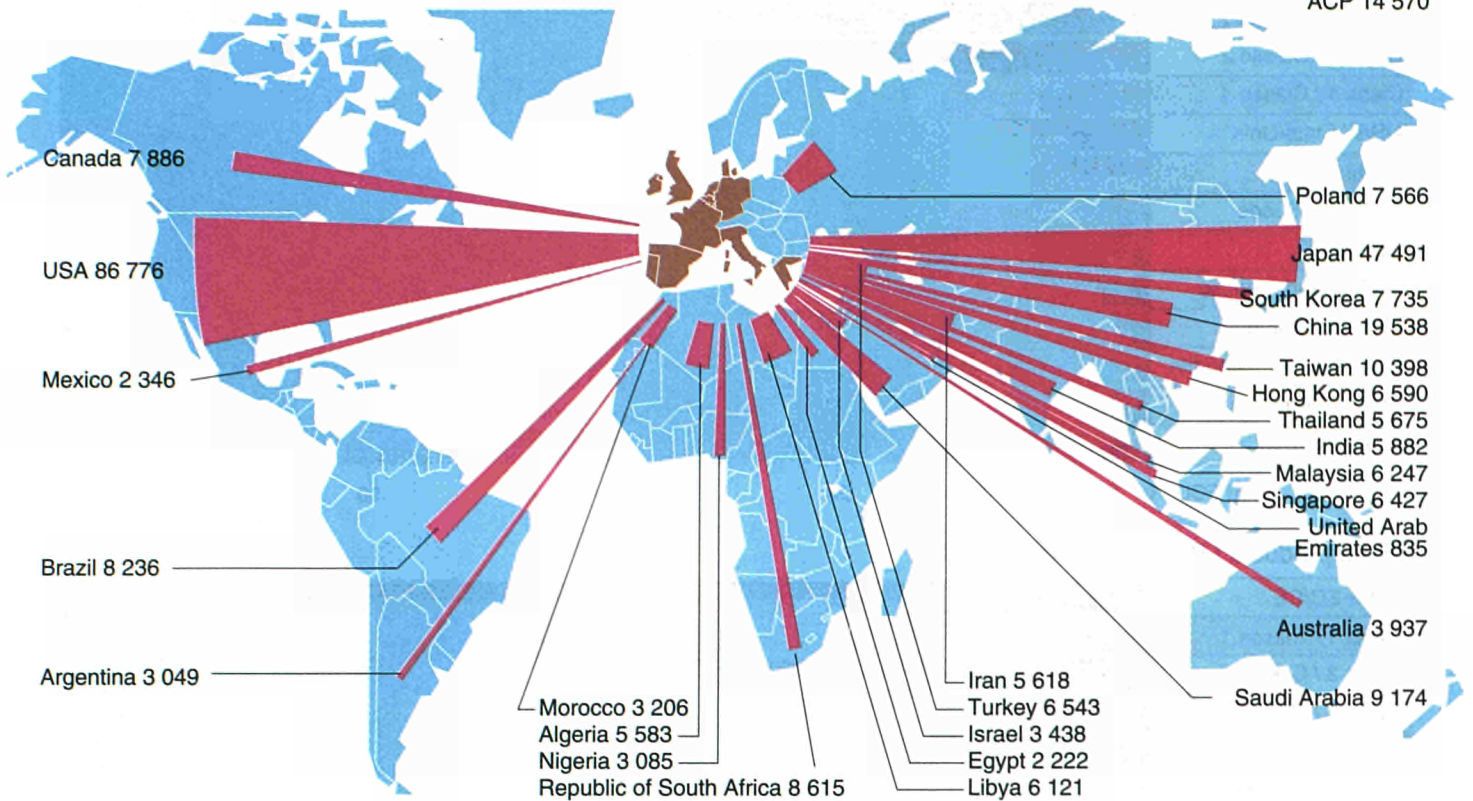 ACP 14 570
Canada 7 886
USA 86 776
Mexico 2 346
Brazil 8 236
Argentina 3 049
Morocco 3 206
Algeria 5 583
Nigeria 3 085
Republic of South Africa 8 615
Iran 5 618
Turkey 6 543
Israel 3 438
Egypt 2 222
Libya 6 121
Poland 7 566
Japan 47 491
South Korea 7 735
China 19 538
Taiwan 10 398
Hong Kong 6 590
Thailand 5 675
India 5 882
Malaysia 6 247
Singapore 6 427
United Arab
Emirates 835
Australia 3 937
Saudi Arabia 9 174